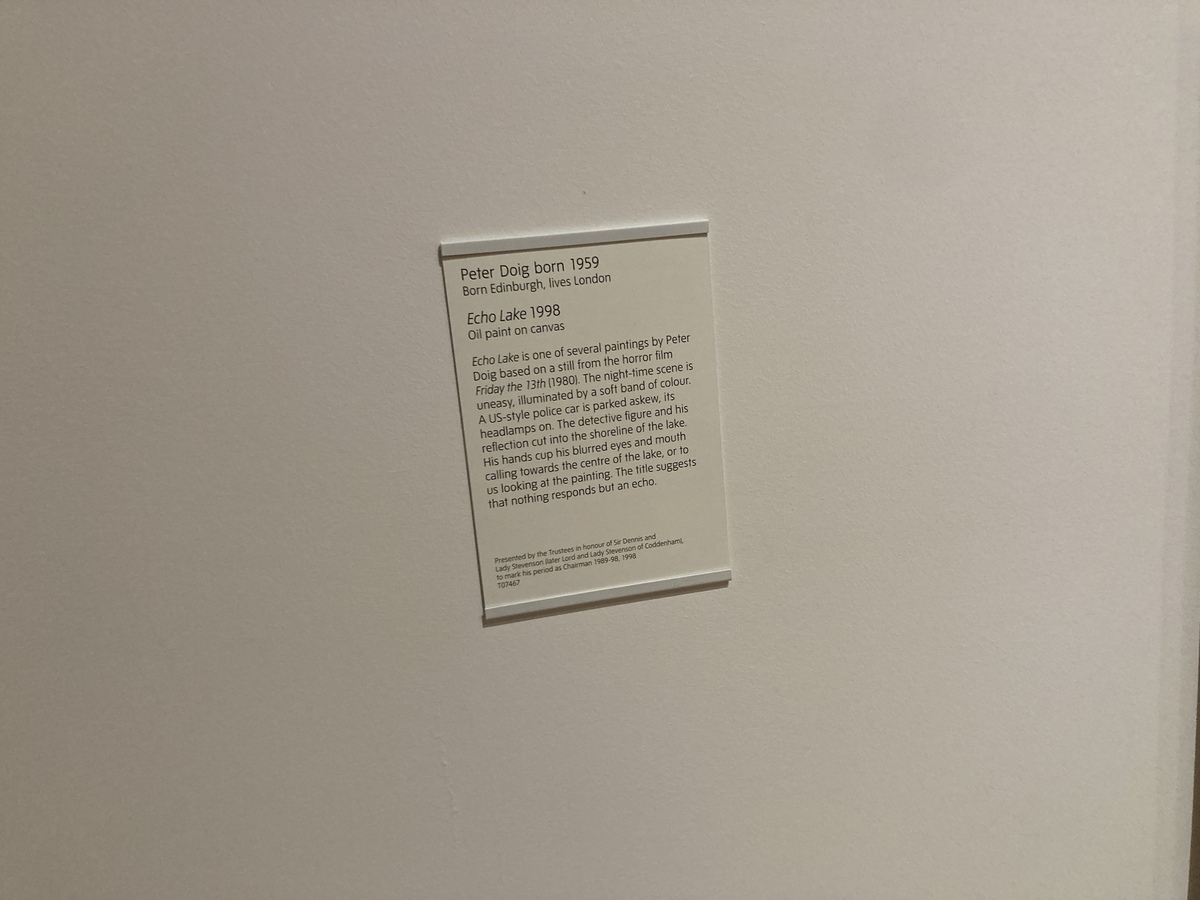 Peter Doig born 1959
Born Edinburgh, lives London
Echo Lake 1998
Oil paint on canvas
Echo Lake is one of several paintings by Peter
Doig based on a still from the horror film
Friday the 13th (1980). The night-time scene is
uneasy, illuminated by a soft band of colour.
A US-style police car is parked askew, its
headlamps on. The detective figure and his
reflection cut into the shoreline of the lake.
His hands cup his blurred eyes and mouth
calling towards the centre of the lake, or to
us looking at the painting. The title suggests
that nothing responds but an echo.
Presented by the Trustees in honour of Sir Dennis and
Lady Stevenson (later Lord and Lady Stevenson of Coddenham),
to mark his period as Chairman 1989-98, 1998
T07467